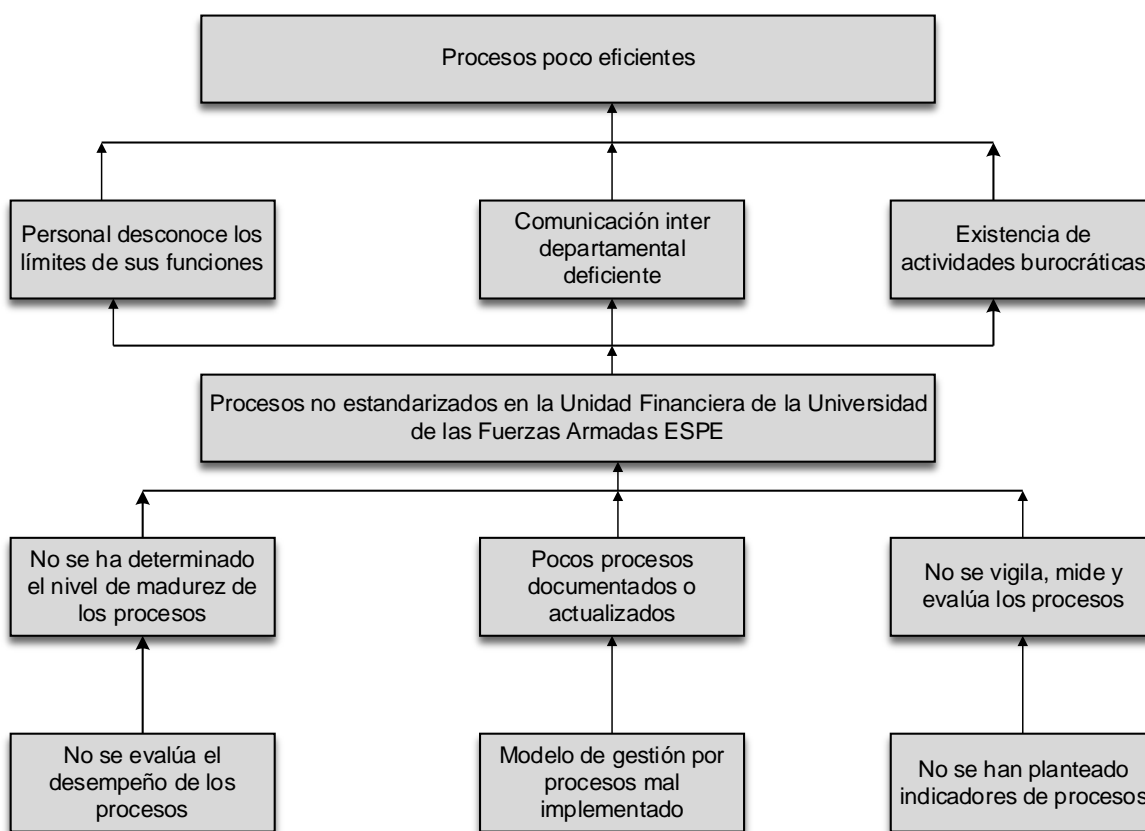 Procesos poco eficientes
Personal desconoce los
límites de sus funciones
Comunicación inter
departamental
deficiente
Existencia de
actividades burocráticas
Procesos no estandarizados en la Unidad Financiera de la Universidad
de las Fuerzas Armadas ESPE
No se ha determinado
el nivel de madurez de
los procesos
Pocos procesos
documentados o
actualizados
No se vigila, mide y
evalúa los procesos
No se evalúa el
desempeño de los
procesos
Modelo de gestión por
procesos mal
implementado
No se han planteado
indicadores de procesos